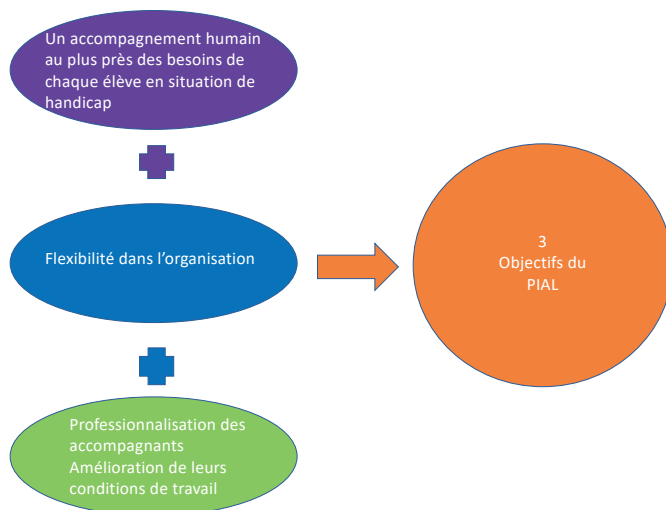 Un accompagnement humain
au plus près des besoins de
chaque élève en situation de
handicap
Flexibilité dans l'organisation
3
Objectifs du
PIAL
Professionnalisation des
accompagnants
Amélioration de leurs
conditions de travail